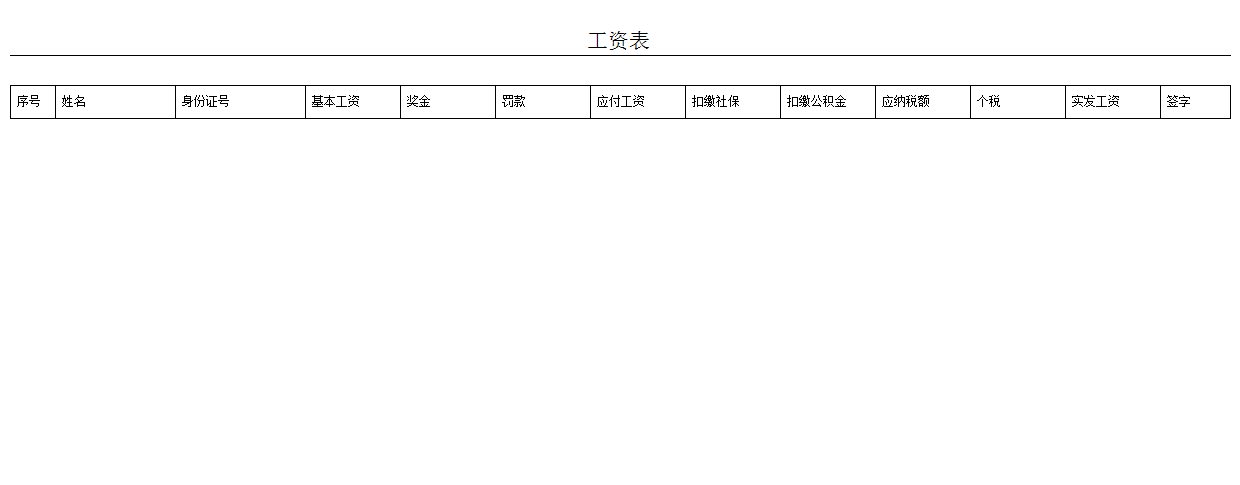 工资表
序号 姓名 身份证号 基本工资 奖金 罚款 应付工资 扣缴社保 扣缴公积金 应纳税额 个税 实发工资 签字